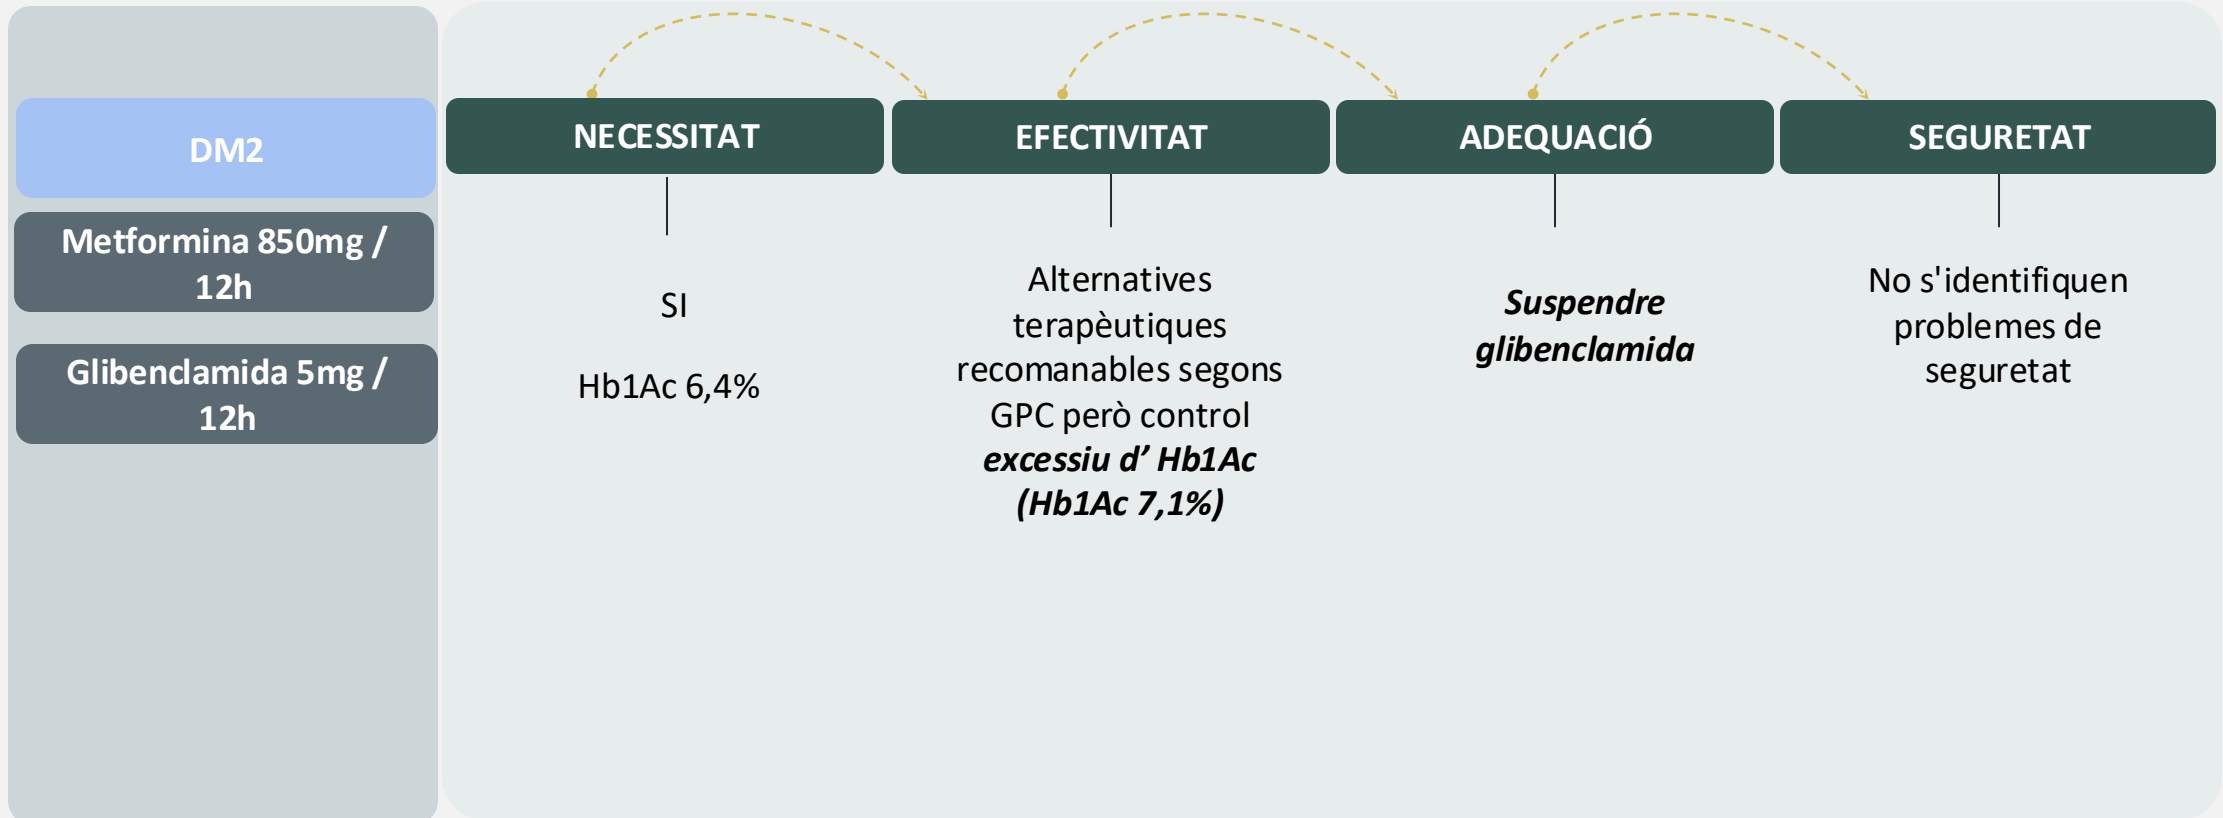 DM2
Metformina 850mg /
12h
Glibenclamida 5mg /
12h
NECESSITAT
SI
Hb1Ac 6,4%
EFECTIVITAT
Alternatives
terapèutiques
recomanables segons
GPC però control
excessiu d’ Hb1Ac
(Hb1Ac 7,1%)
ADEQUACIÓ
Suspendre
glibenclamida
SEGURETAT
No s'identifiquen
problemes de
seguretat